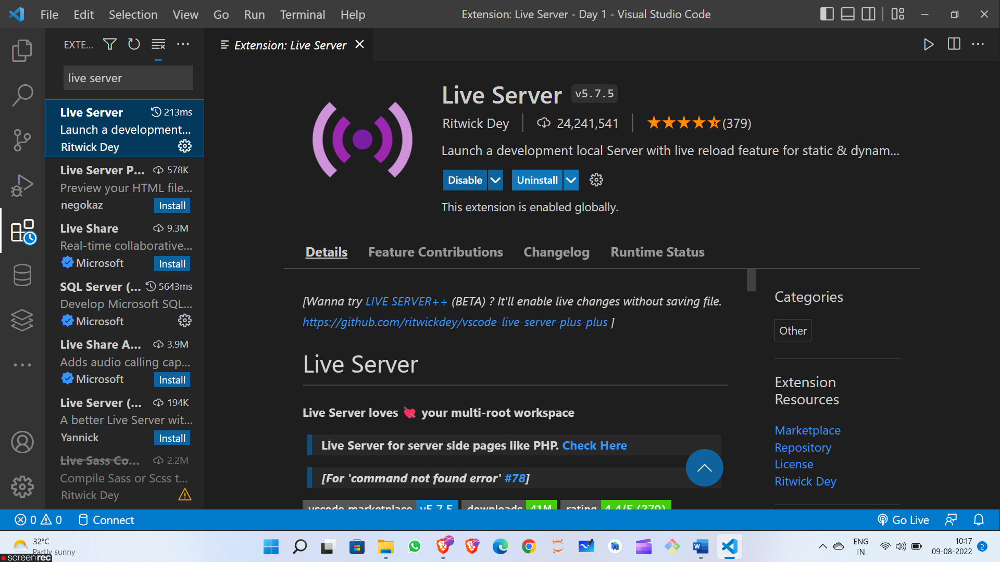 File Edit Selection View Go Run Terminal Help
Extension: Live Server - Day 1 - Visual Studio Code
EXTE...
live server
Live Server 213ms
Launch a development...
Ritwick Dey
Live Server P... 578K
Preview your HTML file...
negokaz Install
Live Share 9.3M
Real-time collaborative...
Microsoft Install
SQL Server (... 5643ms
Develop Microsoft SQL...
Microsoft
Live Share A... 3.9M
Adds audio calling cap...
Microsoft Install
Live Server (... 194K
A better Live Server wit...
Yannick Install
Live Sass Co... 2.2M
Compile Sass or Scss t...
Ritwick Dey
Extension: Live Server
Live Server v5.7.5
Ritwick Dey 24,241,541 (379)
Launch a development local Server with live reload feature for static & dynam...
Disable Uninstall
This extension is enabled globally.
Details Feature Contributions Changelog Runtime Status
[Wanna try LIVE SERVER++ (BETA) ? It'll enable live changes without saving file.
https://github.com/ritwickdey/vscode-live-server-plus-plus ]
Live Server
Live Server loves 💘 your multi-root workspace
Live Server for server side pages like PHP. Check Here
[For 'command not found error' #78]
vscode marketplace v5.7.5 downloads 41M rating 4.4/5 (379)
Categories
Other
Extension
Resources
Marketplace
Repository
License
Ritwick Dey
0 0 Connect
Go Live
32°C
Partly sunny
screenrec
ENG
IN
10:17
09-08-2022
2